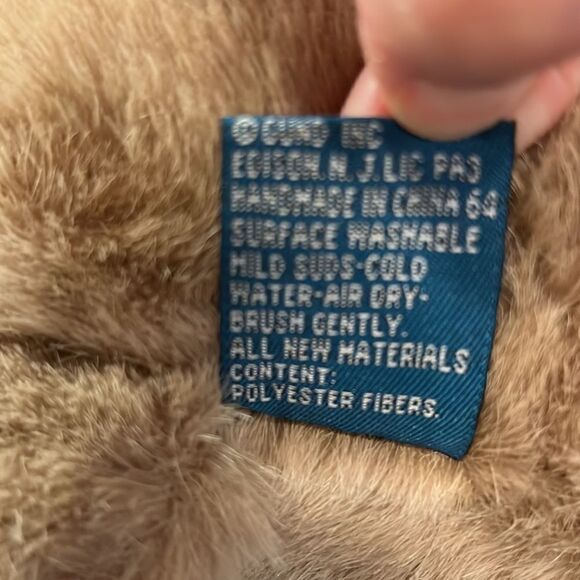 © GUND INC
EDISON. N. J. LIC PA3
HANDMADE IN CHINA 64
SURFACE WASHABLE
MILD SUDS-COLD
WATER-AIR DRY-
BRUSH GENTLY.
ALL NEW MATERIALS
CONTENT:
POLYESTER FIBERS.